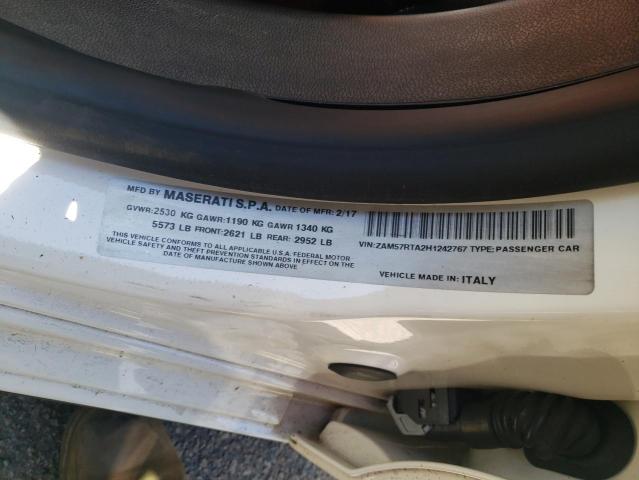 MFD BY MASERATI S.P.A. DATE OF MFR: 2/17
GVWR: 2530 KG GAWR: 1190 KG GAWR 1340 KG
5573 LB FRONT: 2621 LB REAR: 2952 LB
THIS VEHICLE CONFORMS TO ALL APPLICABLE U.S.A. FEDERAL MOTOR
VEHICLE SAFETY AND THEFT PREVENTION STANDARDS IN EFFECT ON THE
DATE OF MANUFACTURE SHOWN ABOVE
VIN: ZAM57RTA2H1242767 TYPE: PASSENGER CAR
VEHICLE MADE IN: ITALY